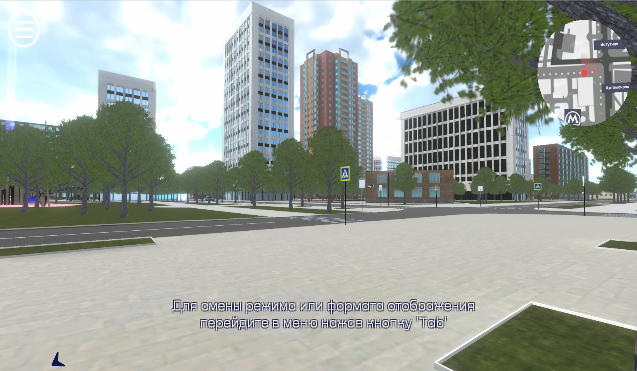 М
Для смены режима или формата отображения
перейдите в меню нажав кнопку "Tab"